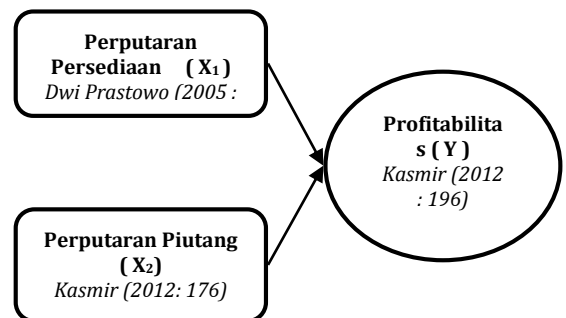 Perputaran
Persediaan ( X₁ )
Dwi Prastowo (2005 :
Profitabilita
s ( Y )
Kasmir (2012
: 196)
Perputaran Piutang
( X₂)
Kasmir (2012: 176)